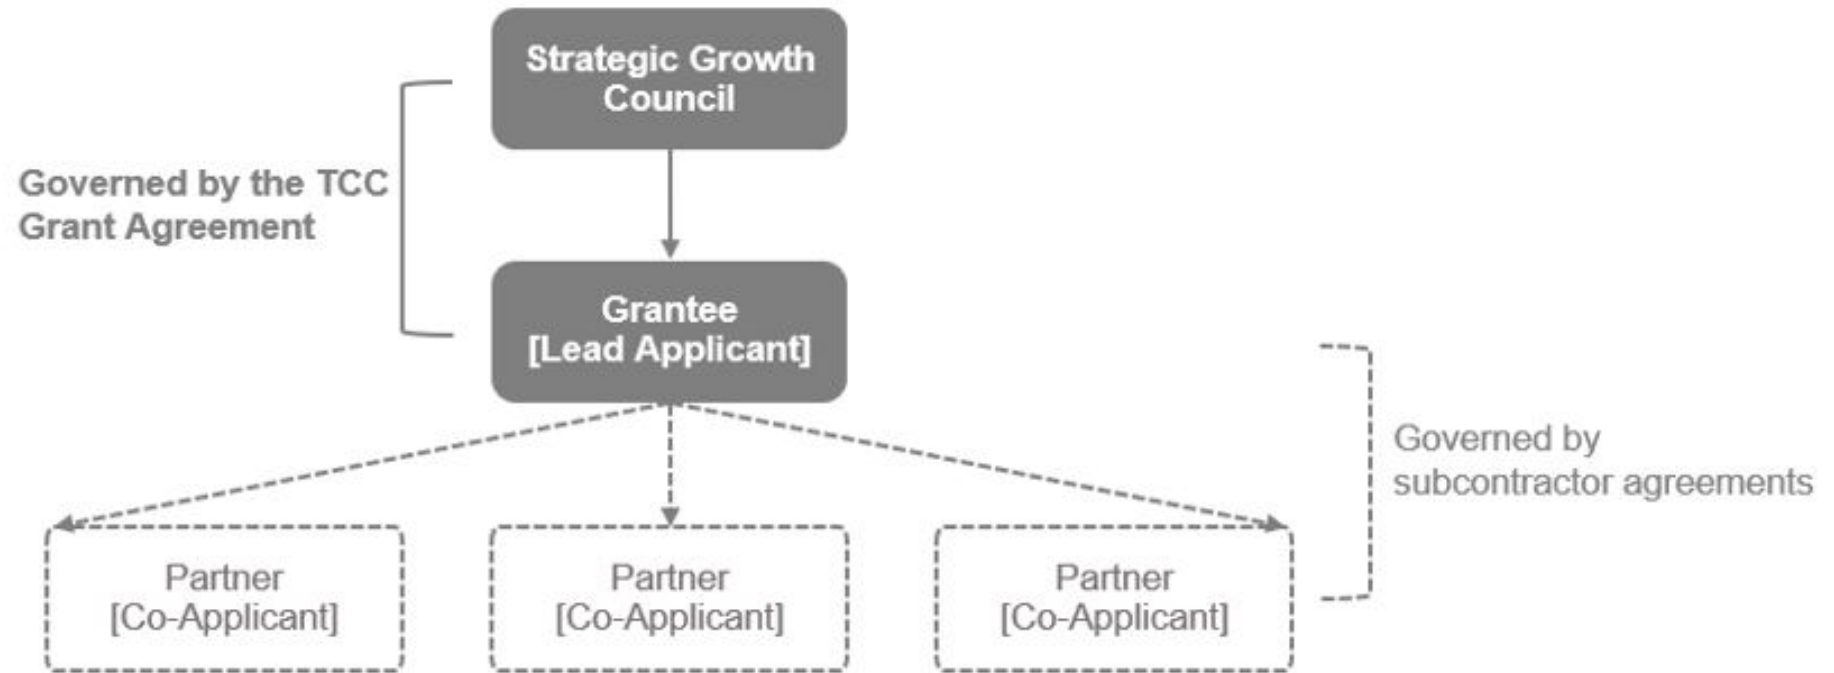 Strategic Growth
Council
Governed by the TCC
Grant Agreement
Grantee
[Lead Applicant]
Governed by
subcontractor agreements
Partner
[Co-Applicant]
Partner
[Co-Applicant]
Partner
[Co-Applicant]